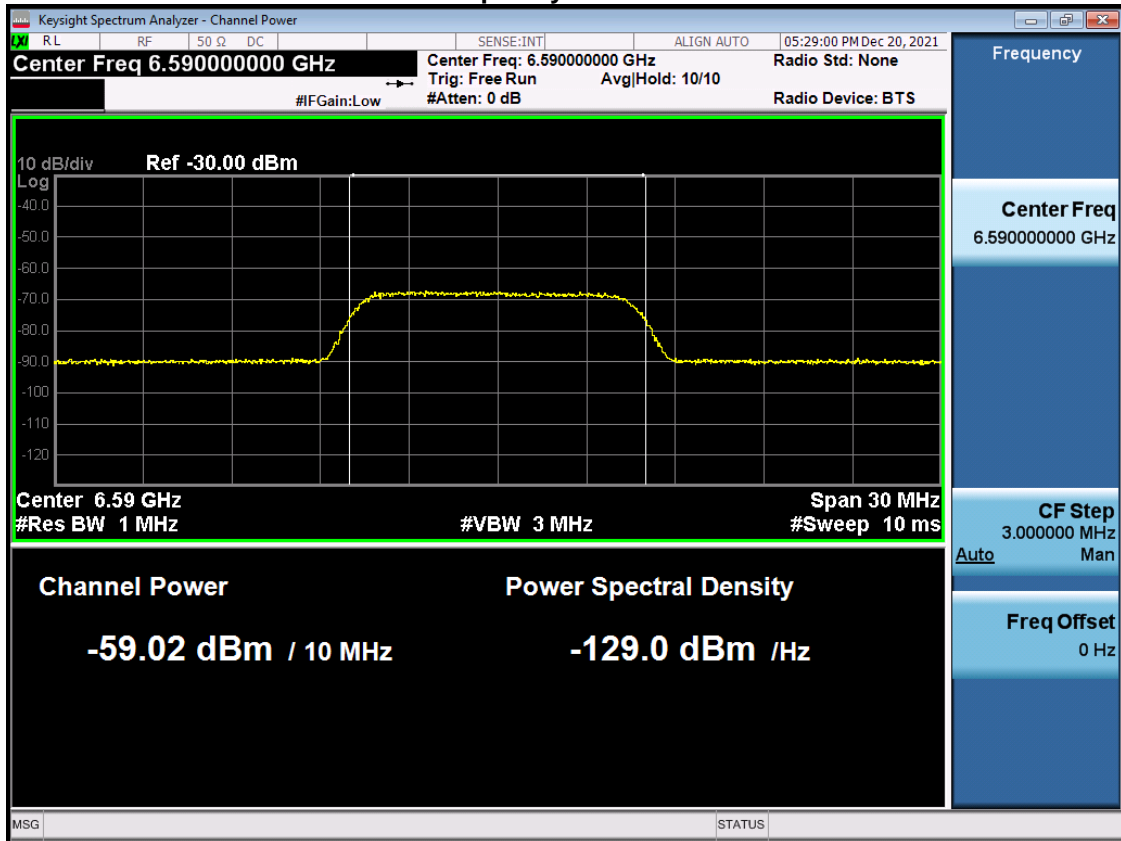 Keysight Spectrum Analyzer - Channel Power
LXI RL RF 50 Ω DC SENSE:INT ALIGN AUTO 05:29:00 PM Dec 20, 2021
Center Freq 6.590000000 GHz
Center Freq: 6.590000000 GHz Radio Std: None
Trig: Free Run Avg|Hold: 10/10
#IFGain:Low #Atten: 0 dB Radio Device: BTS
10 dB/div Ref -30.00 dBm
Log
-40.0
-50.0
-60.0
-70.0
-80.0
-90.0
-100
-110
-120
Center 6.59 GHz Span 30 MHz
#Res BW 1 MHz #VBW 3 MHz #Sweep 10 ms
Channel Power Power Spectral Density
-59.02 dBm / 10 MHz -129.0 dBm /Hz
Frequency
Center Freq
6.590000000 GHz
CF Step
3.000000 MHz
Auto Man
Freq Offset
0 Hz
MSG STATUS